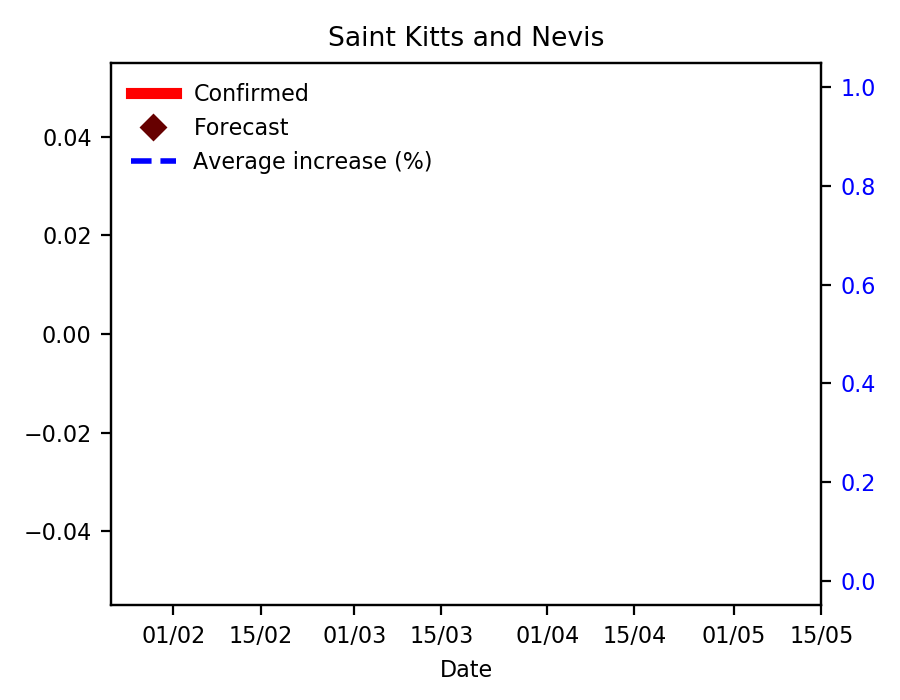 Saint Kitts and Nevis
Confirmed
Forecast
Average increase (%)
0.04
0.02
0.00
−0.02
−0.04
1.0
0.8
0.6
0.4
0.2
0.0
01/02 15/02 01/03 15/03 01/04 15/04 01/05 15/05
Date